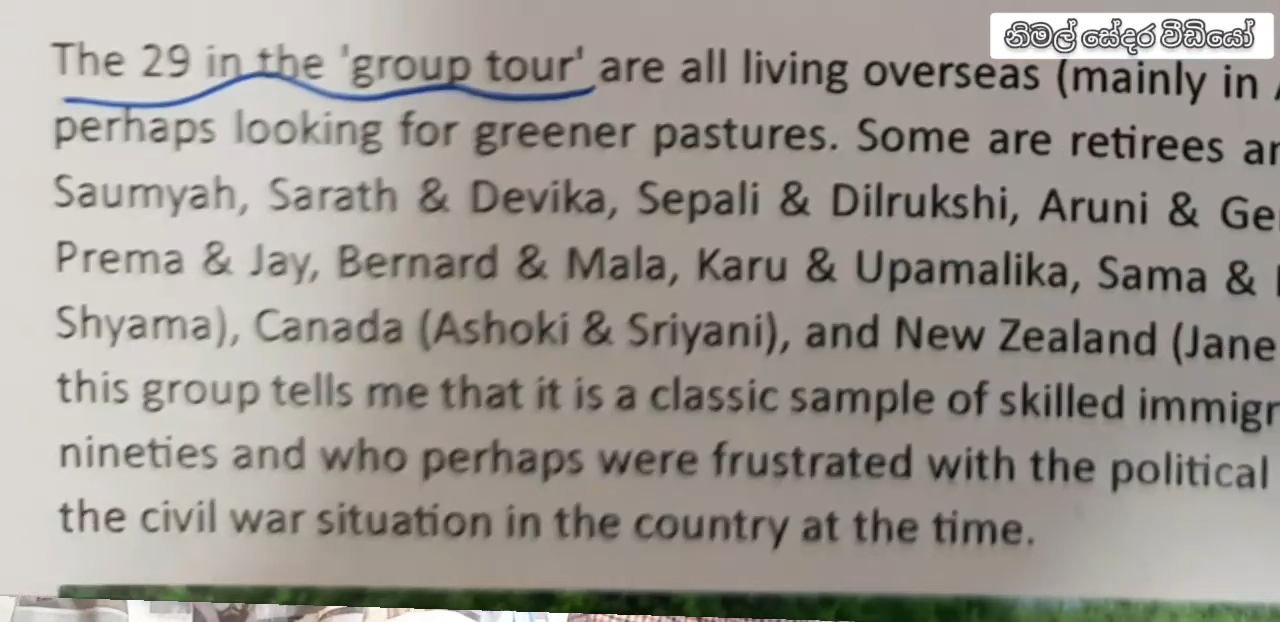 නිමල් සේදර වීඩියෝ
The 29 in the 'group tour' are all living overseas (mainly in
perhaps looking for greener pastures. Some are retirees
Saumyah, Sarath & Devika, Sepali & Dilrukshi, Aruni &
Prema & Jay, Bernard & Mala, Karu & Upamalika, Sama &
Shyama), Canada (Ashoki & Sriyani), and New Zealand (Jane
this group tells me that it is a classic sample of skilled
nineties and who perhaps were frustrated with the political
the civil war situation in the country at the time.